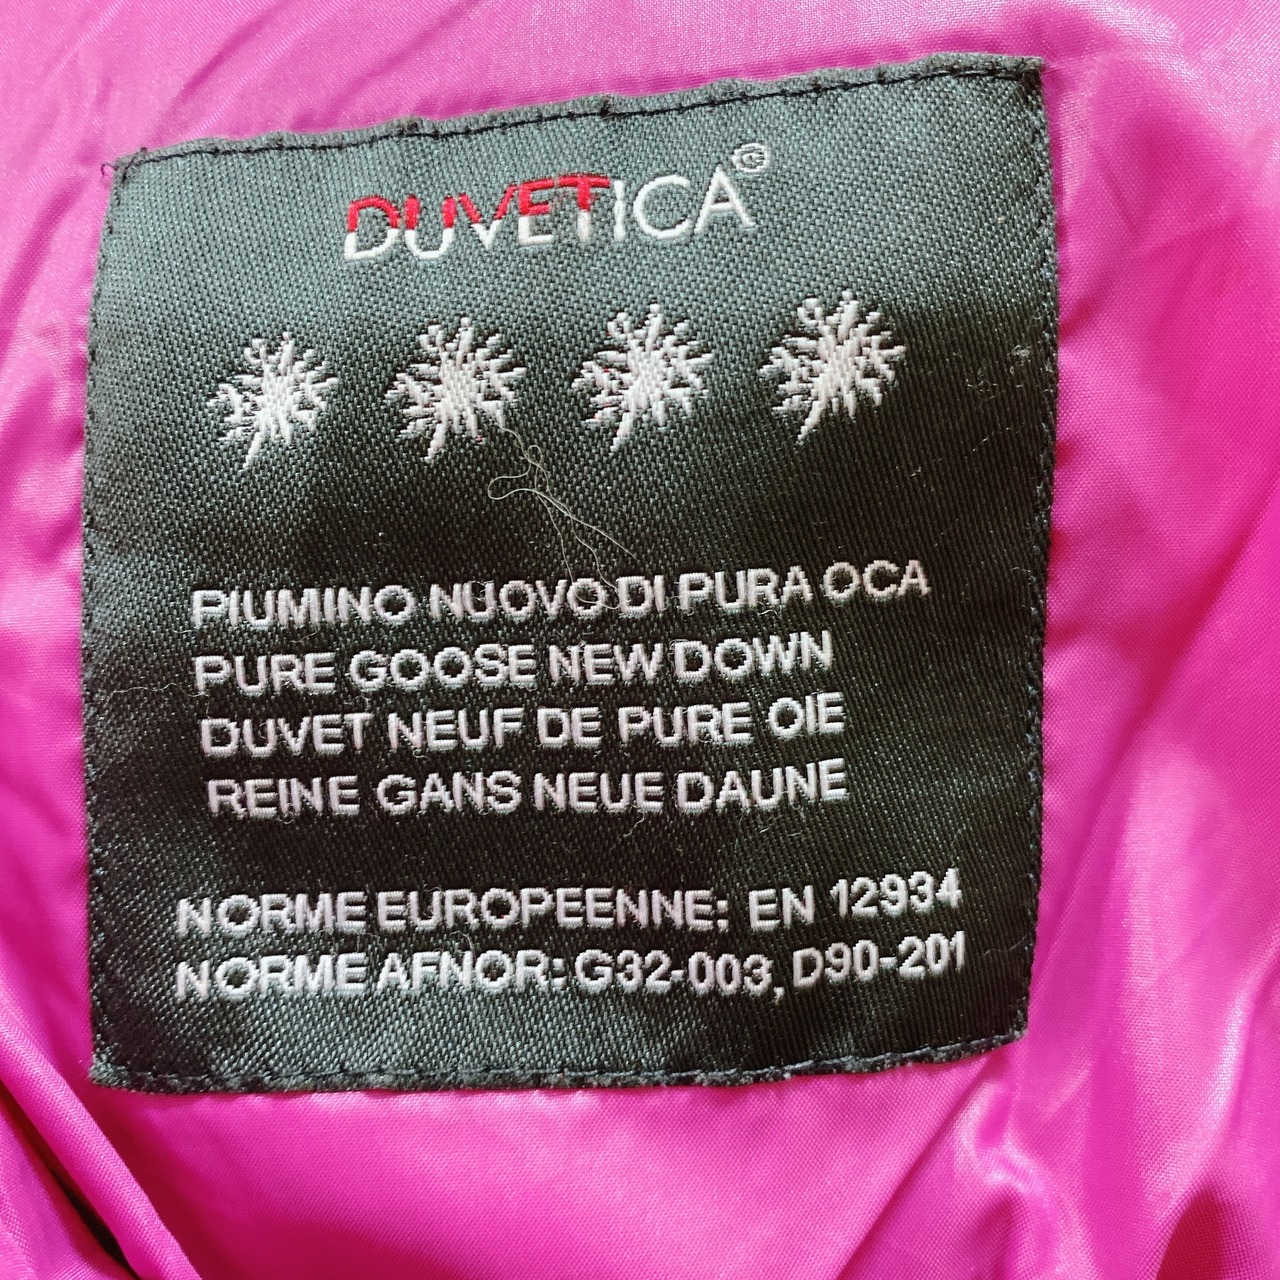 DUVETICA®
PIUMINO NUOVO DI PURA OCA
PURE GOOSE NEW DOWN
DUVET NEUF DE PURE OIE
REINE GANS NEUE DAUNE
NORME EUROPEENNE: EN 12934
NORME AFNOR: G32-003, D90-201